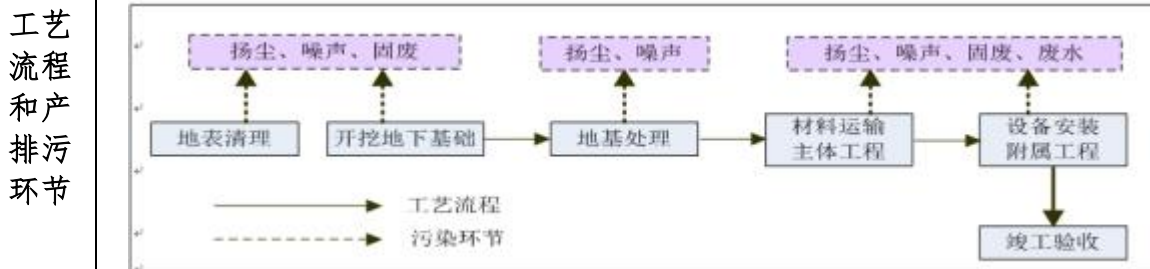 工艺
流程
和产
排污
环节
扬尘、噪声、固废
扬尘、噪声
扬尘、噪声、固废、废水
地表清理
开挖地下基础
地基处理
材料运输
主体工程
设备安装
附属工程
工艺流程
污染环节
竣工验收